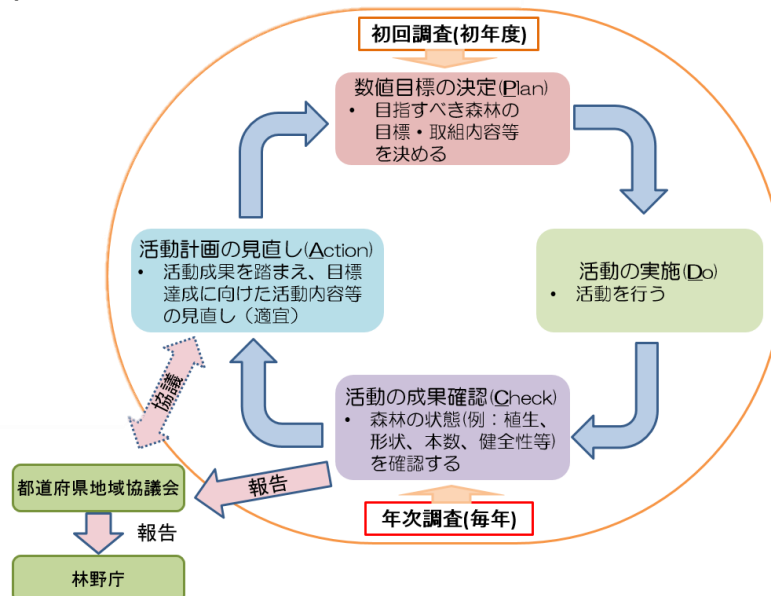 初回調査(初年度)
数値目標の決定(Plan)
• 目指すべき森林の
目標・取組内容等
を決める
活動の実施(Do)
• 活動を行う
活動の成果確認(Check)
• 森林の状態(例：植生、
形状、本数、健全性等)
を確認する
年次調査(毎年)
活動計画の見直し(Action)
• 活動成果を踏まえ、目標
達成に向けた活動内容等
の見直し（適宜）
協議
報告
都道府県地域協議会
報告
林野庁